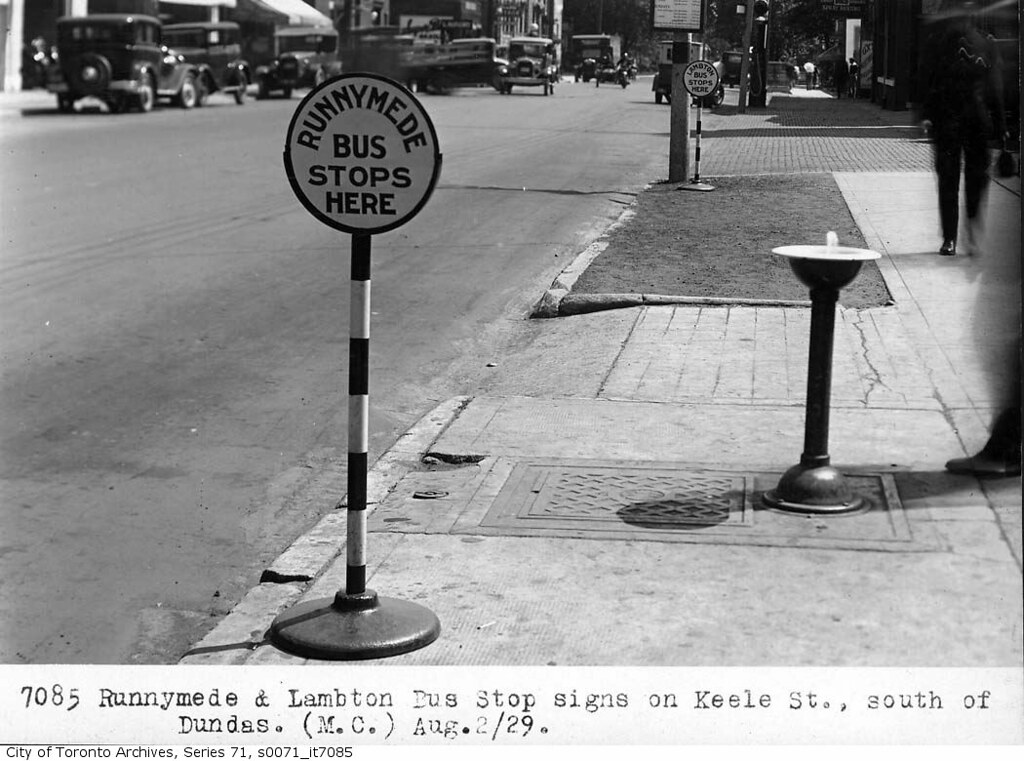 RUNNYMEDE
BUS
STOPS
HERE
LAMBTON
BUS
STOPS
HERE
7085 Runnymede & Lambton Bus Stop signs on Keele St., south of
Dundas. (M.C.) Aug.2/29.
City of Toronto Archives, Series 71, s0071_it7085